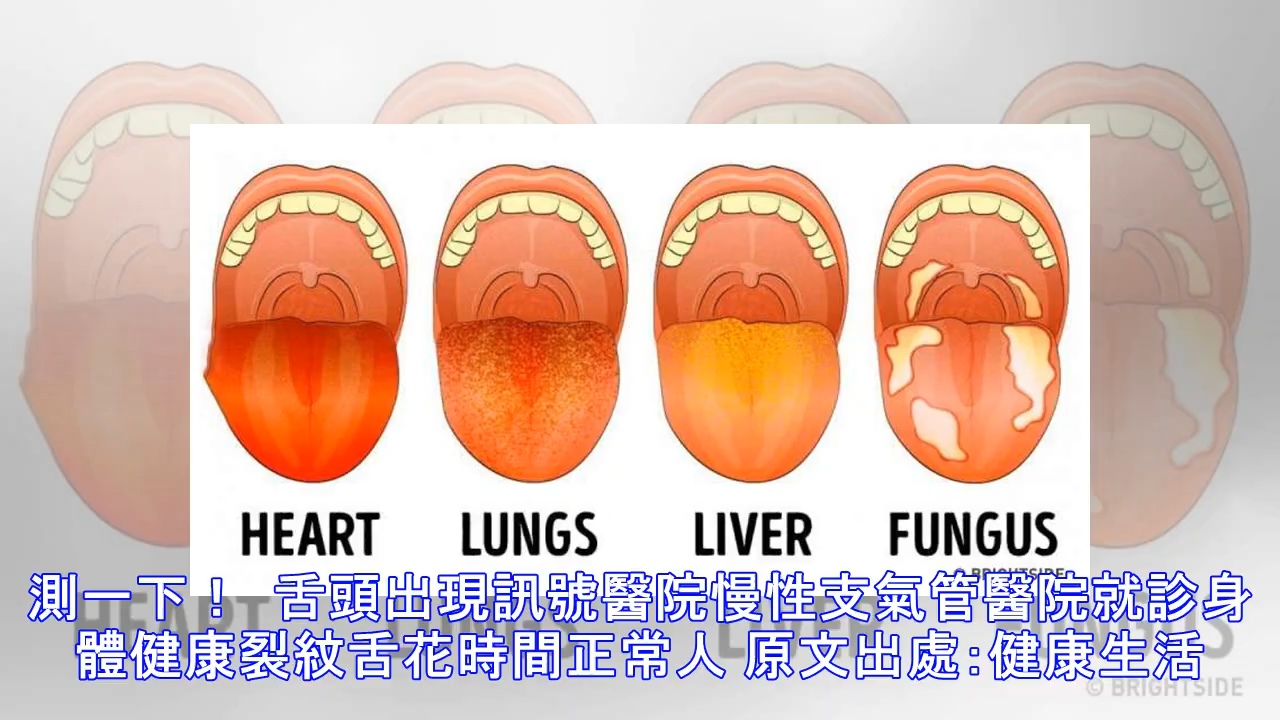 HEART LUNGS LIVER FUNGUS
© BRIGHTSIDE
測一下！ 舌頭出現訊號醫院慢性支氣管醫院就診身
體健康裂紋舌花時間正常人 原文出處:健康生活
© BRIGHTSIDE